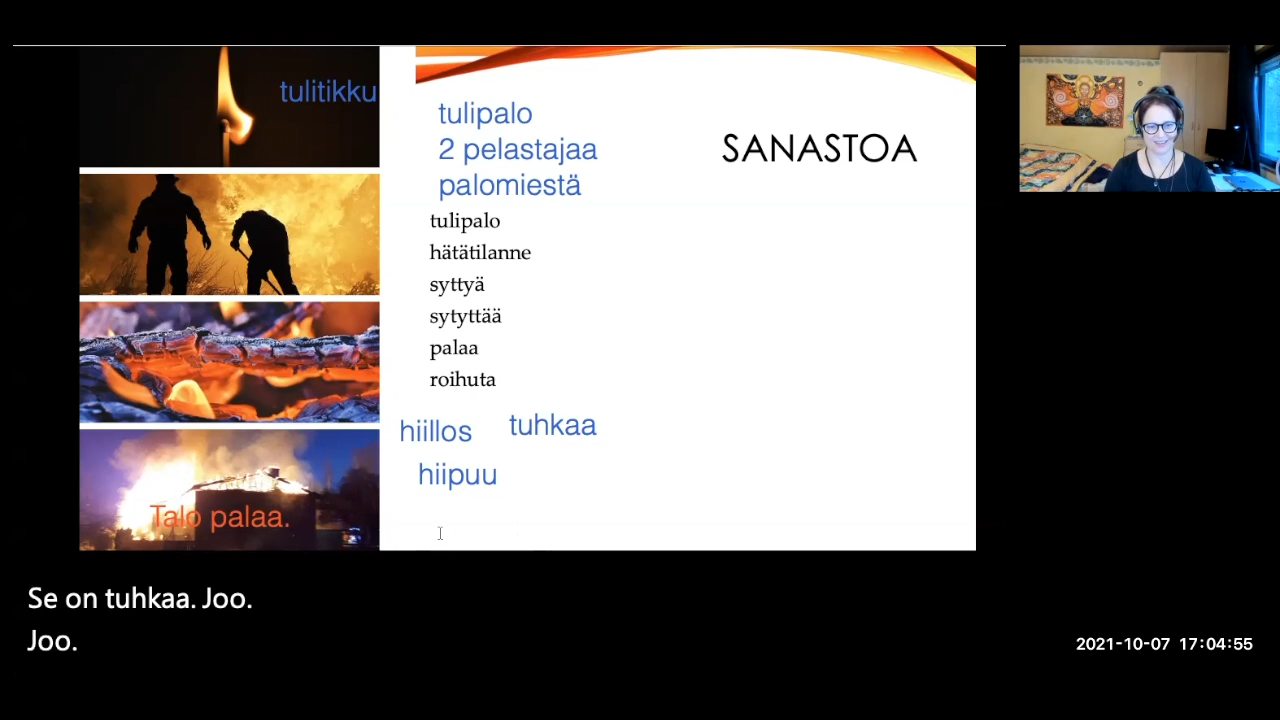 tulitikku
tulipalo
2 pelastajaa
palomiestä
SANASTOA
tulipalo
hätätilanne
syttyä
sytyttää
palaa
roihuta
hiillos
tuhkaa
hiipuu
Talo palaa.
Se on tuhkaa. Joo.
Joo.
2021-10-07 17:04:55